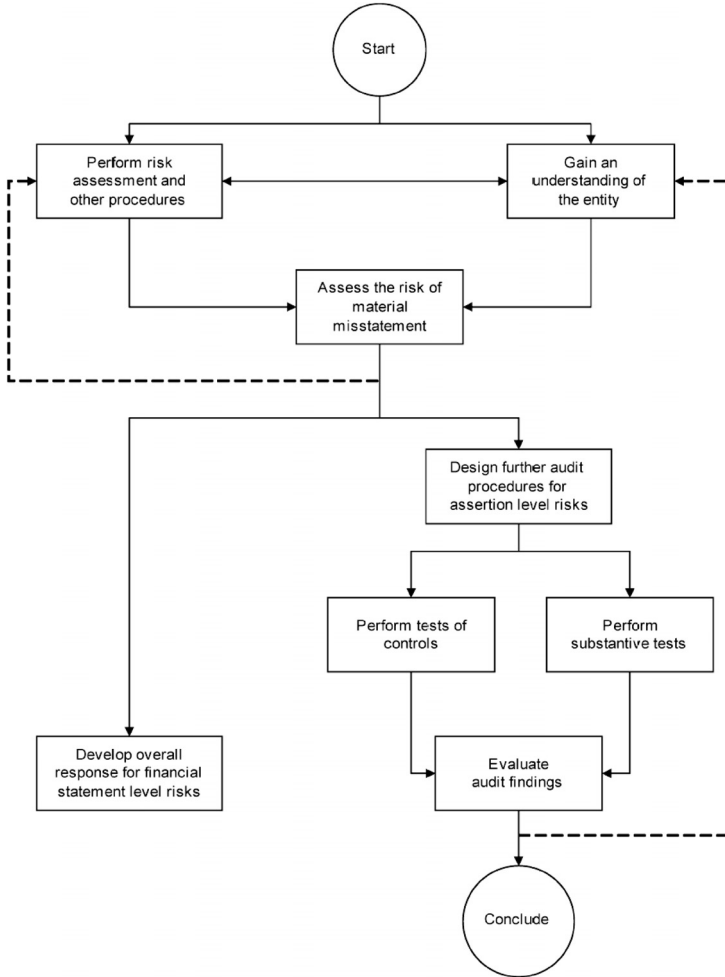 Start
Perform risk
assessment and
other procedures
Gain an
understanding of
the entity
Assess the risk of
material
misstatement
Design further audit
procedures for
assertion level risks
Perform tests of
controls
Perform
substantive tests
Develop overall
response for financial
statement level risks
Evaluate
audit findings
Conclude